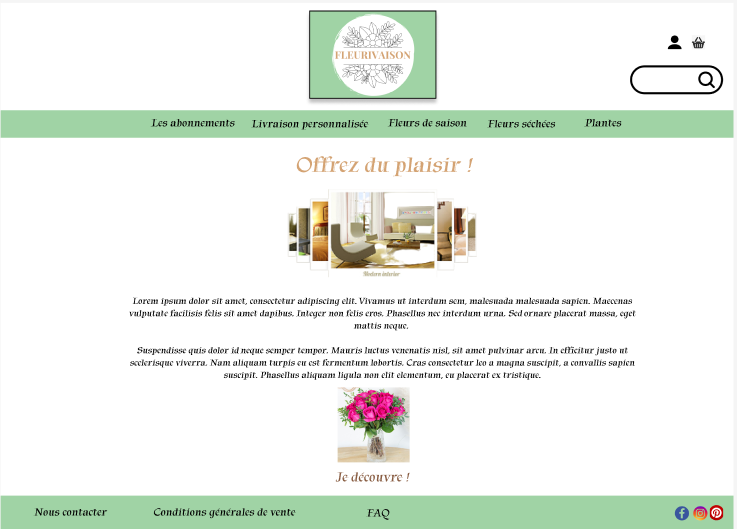 FLEURIVAISON
Les abonnements
Livraison personnalisée
Fleurs de saison
Fleurs séchées
Plantes
Offrez du plaisir !
Modern interior
Lorem ipsum dolor sit amet, consectetur adipiscing elit. Vivamus ut interdum sem, malesuada malesuada sapien. Maecenas
vulputate facilisis felis sit amet dapibus. Integer non felis eros. Phasellus nec interdum urna. Sed ornare placerat massa, eget
mattis neque.
Suspendisse quis dolor id neque semper tempor. Mauris luctus venenatis nisl, sit amet pulvinar arcu. In efficitur justo ut
scelerisque viverra. Nam aliquam turpis eu est fermentum lobortis. Cras consectetur leo a magna suscipit, a convallis sapien
suscipit. Phasellus aliquam ligula non elit elementum, eu placerat ex tristique.
Je découvre !
Nous contacter
Conditions générales de vente
FAQ